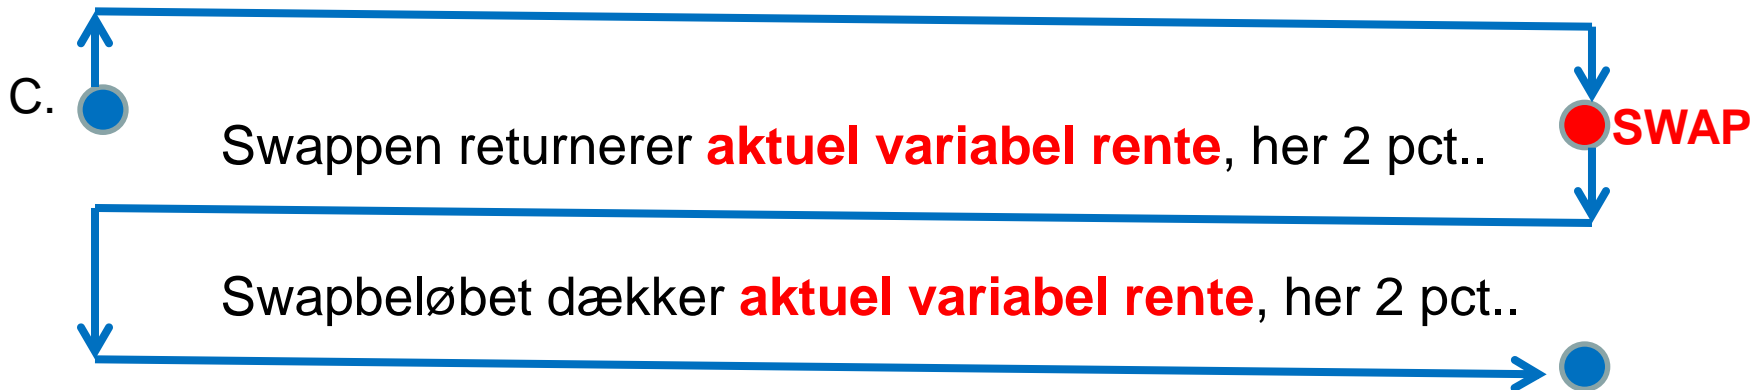 C.
SWAP
Swappen returnerer aktuel variabel rente, her 2 pct..
Swapbeløbet dækker aktuel variabel rente, her 2 pct..